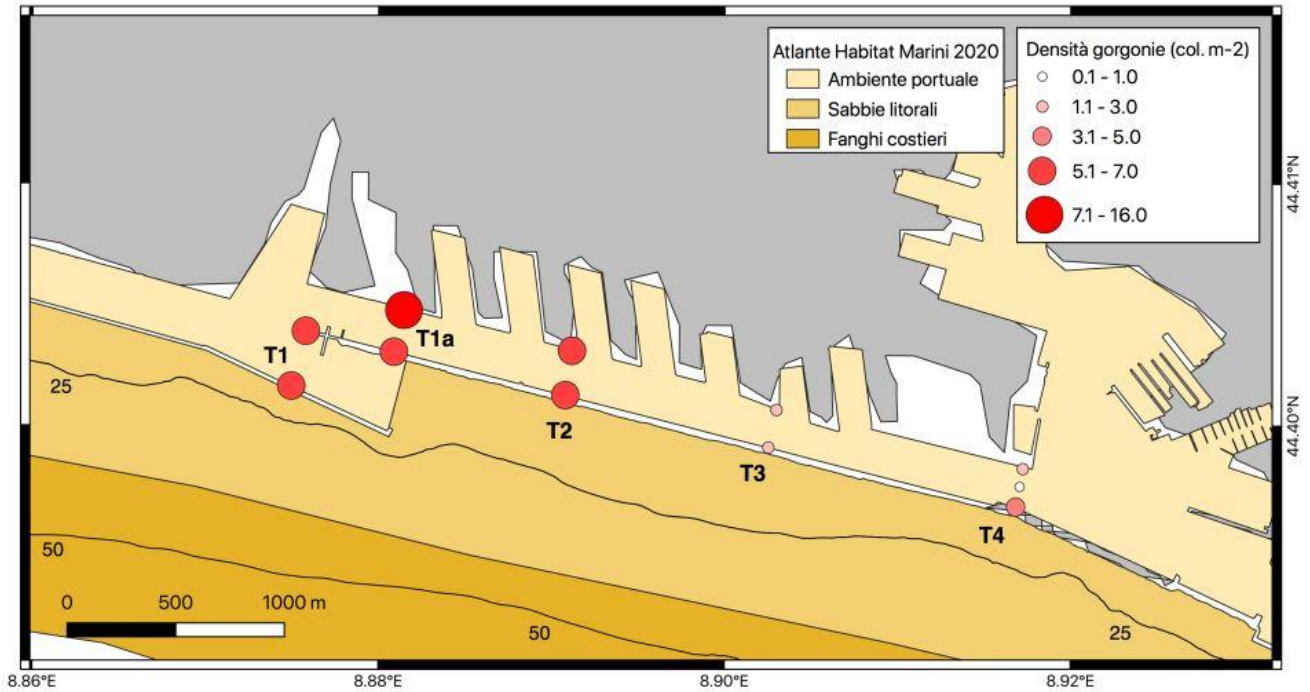 Atlante Habitat Marini 2020
Ambiente portuale
Sabbie litorali
Fanghi costieri
Densità gorgonie (col. m-2)
0.1 - 1.0
1.1 - 3.0
3.1 - 5.0
5.1 - 7.0
7.1 - 16.0
44.41°N
44.40°N
T1
T1a
T2
T3
T4
25
50
50
25
0 500 1000 m
8.86°E 8.88°E 8.90°E 8.92°E